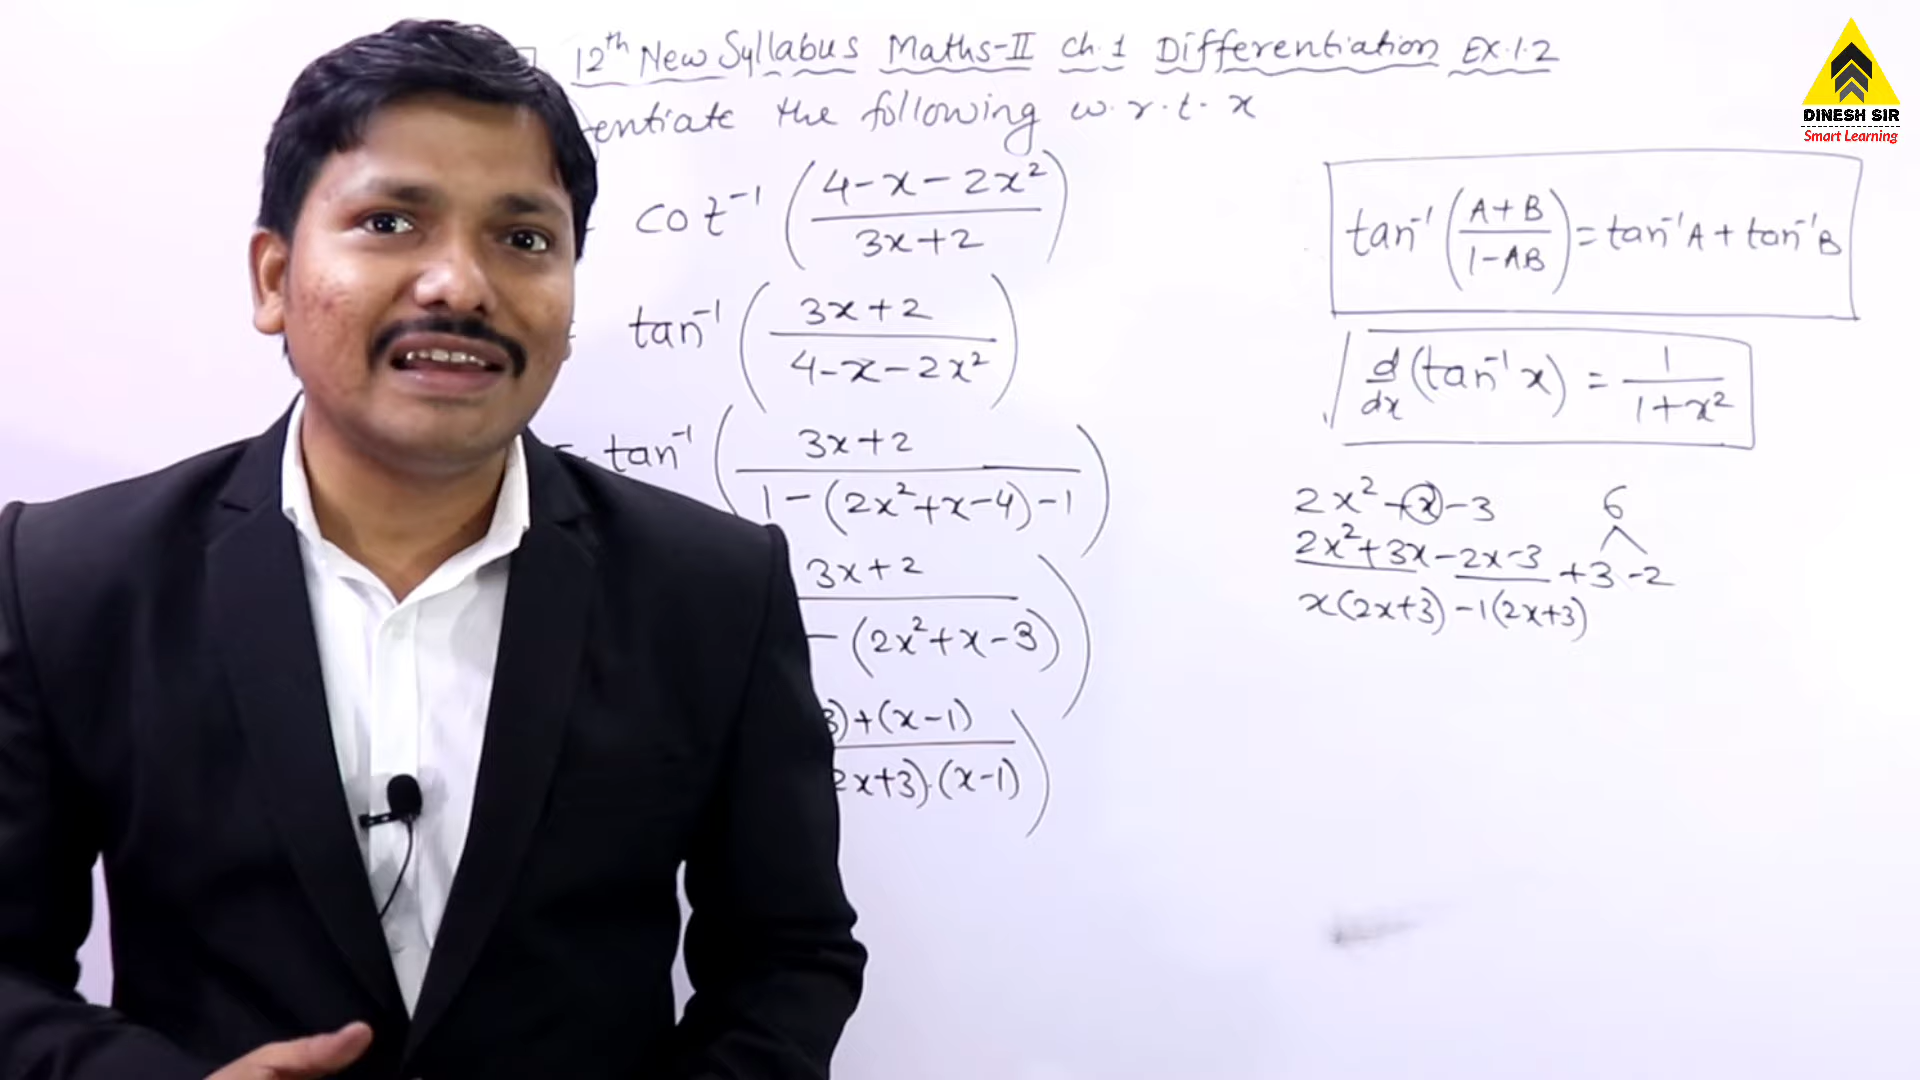 12th New Syllabus Maths-II Ch. 1 Differentiation EX. 1.2
entiate the following w.r.t. x
DINESH SIR
Smart Learning
cot⁻¹ ( (4-x-2x²) / (3x+2) )
= tan⁻¹ ( (3x+2) / (4-x-2x²) )
= tan⁻¹ ( (3x+2) / (1-(2x²+x-4)-1) )
(3x+2) / (-(2x²+x-3)) )
3)+(x-1) / 2x+3).(x-1) )
tan⁻¹ ( (A+B) / (1-AB) ) = tan⁻¹A + tan⁻¹B
d/dx (tan⁻¹ x) = 1 / (1+x²)
2x²+x-3 6
2x²+3x-2x-3 +3 -2
x(2x+3) -1(2x+3)